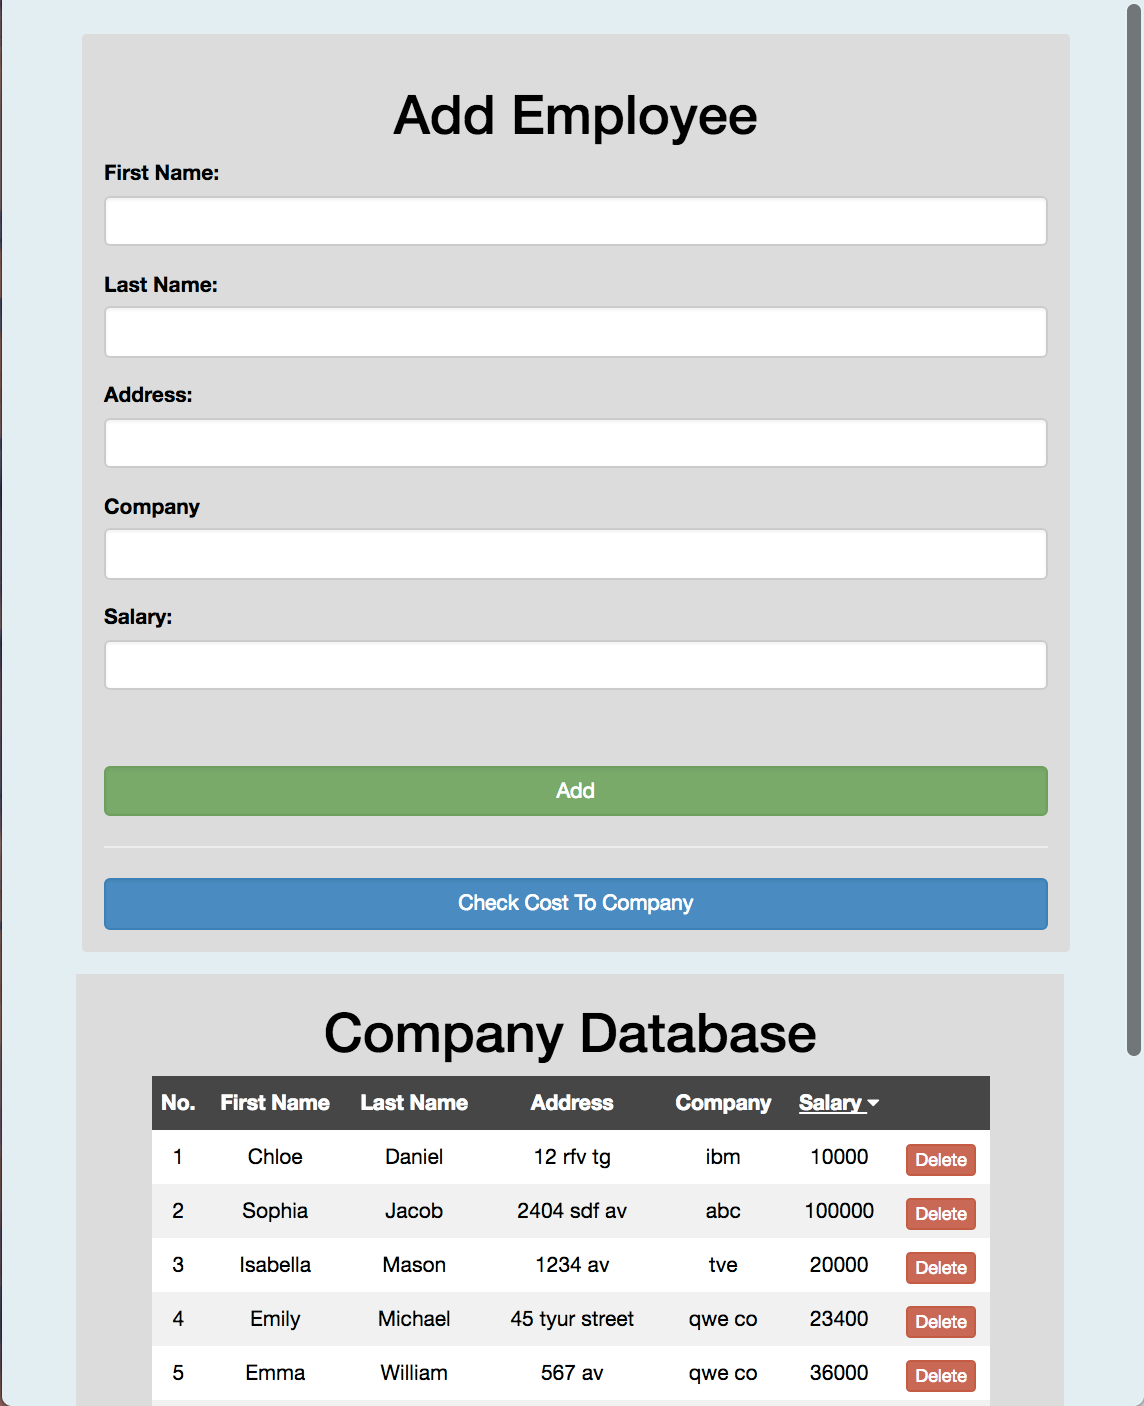 Add Employee
First Name:
Last Name:
Address:
Company
Salary:
Add
Check Cost To Company
Company Database
No. First Name Last Name Address Company Salary
1 Chloe Daniel 12 rfv tg ibm 10000 Delete
2 Sophia Jacob 2404 sdf av abc 100000 Delete
3 Isabella Mason 1234 av tve 20000 Delete
4 Emily Michael 45 tyur street qwe co 23400 Delete
5 Emma William 567 av qwe co 36000 Delete